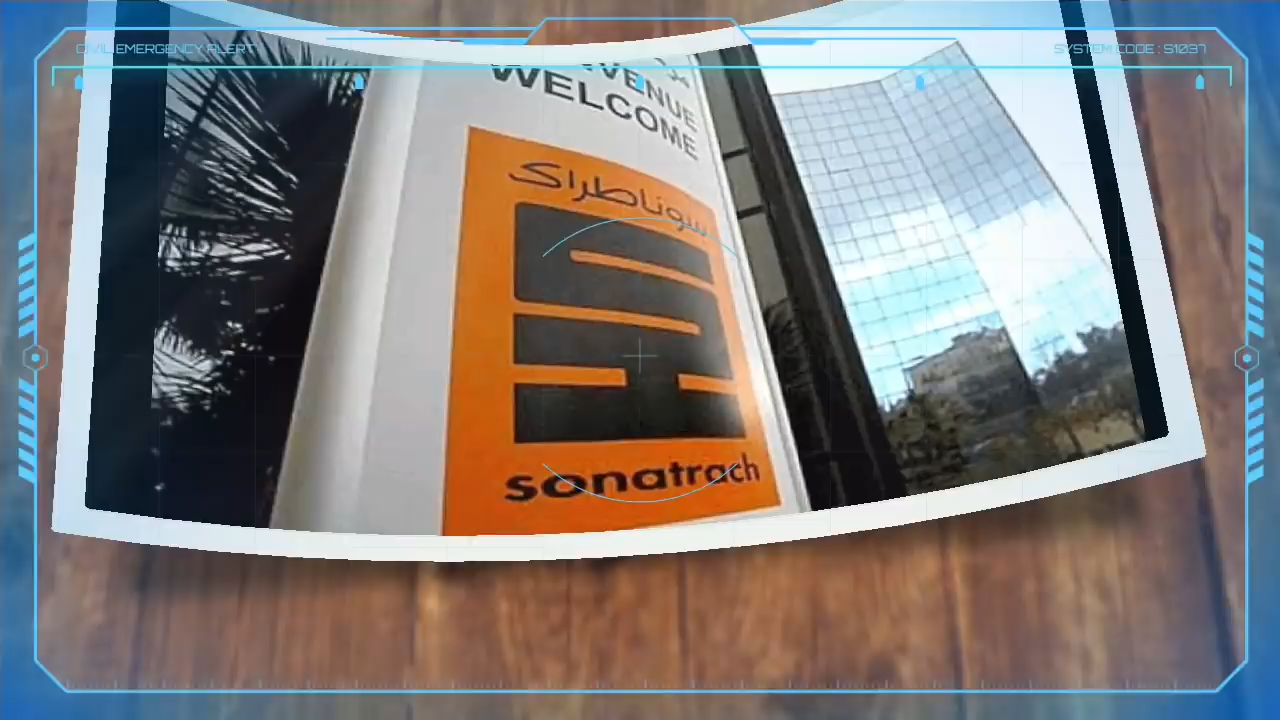 CIVIL EMERGENCY ALERT
SYSTEM CODE : S1037
WELCOME
سوناطراك
sonatrach